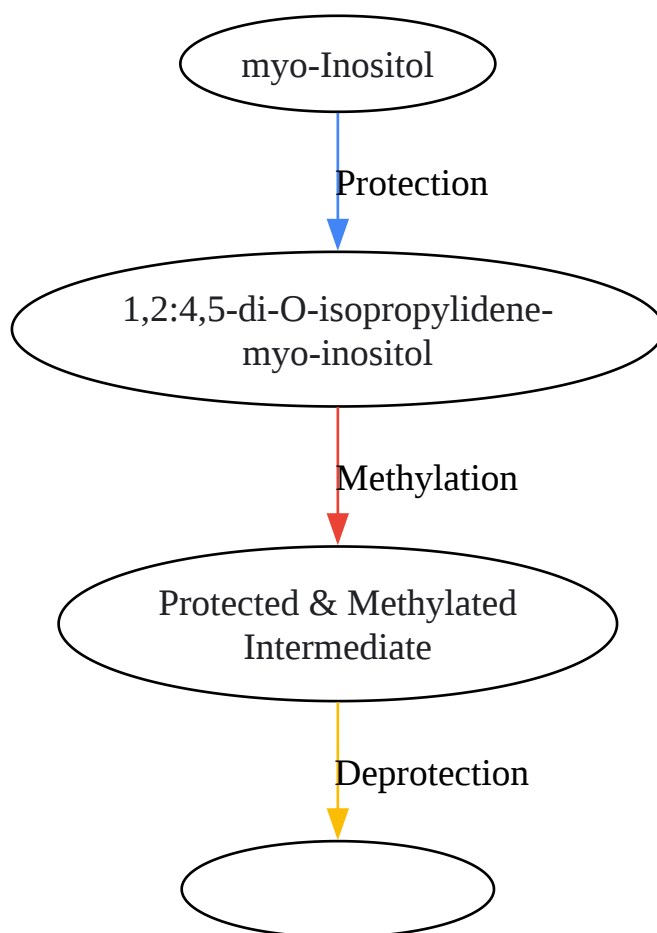 myo-Inositol
Protection
1,2:4,5-di-O-isopropylidene-
myo-inositol
Methylation
Protected & Methylated
Intermediate
Deprotection